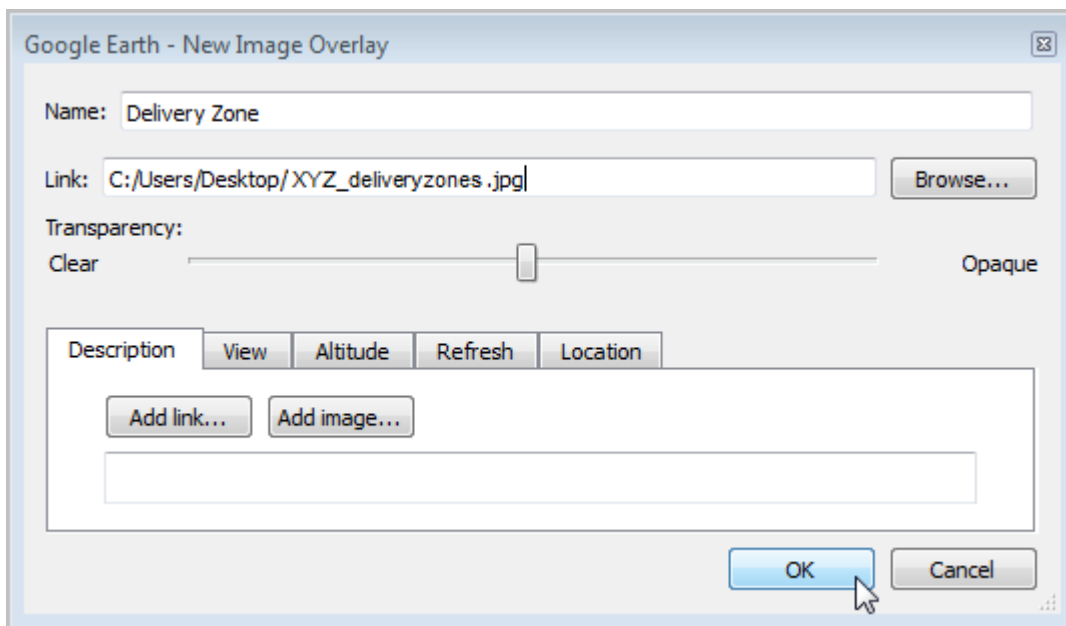 Google Earth - New Image Overlay
Name: Delivery Zone
Link: C:/Users/Desktop/ XYZ_deliveryzones .jpg Browse...
Transparency:
Clear Opaque
Description View Altitude Refresh Location
Add link... Add image...
OK Cancel